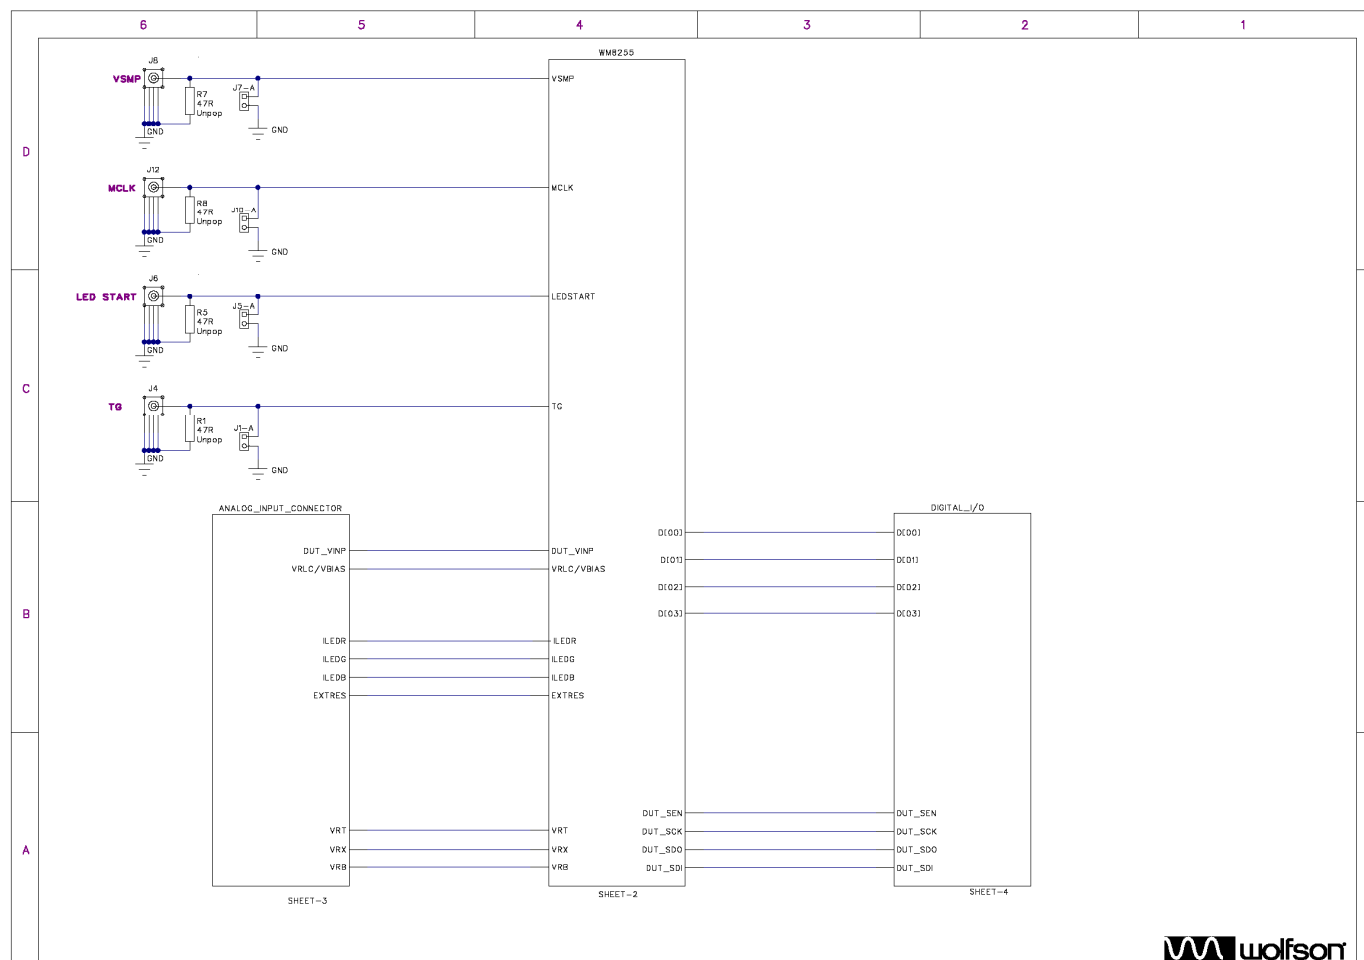 6 5 4 3 2 1
WM8255
J8
VSMP
VSMP
R7
47R
Unpop
J7-A
GND
GND
D
J12
MCLK
MCLK
R8
47R
Unpop
J10-A
GND
GND
J6
LED START
LEDSTART
R5
47R
Unpop
J5-A
GND
GND
C
J4
TG
TG
R1
47R
Unpop
J1-A
GND
GND
ANALOG_INPUT_CONNECTOR
DIGITAL_I/O
D[00] D[00]
DUT_VINP DUT_VINP
D[01] D[01]
VRLC/VBIAS VRLC/VBIAS
D[02] D[02]
B
D[03] D[03]
ILEDR ILEDR
ILEDG ILEDG
ILEDB ILEDB
EXTRES EXTRES
DUT_SEN DUT_SEN
VRT VRT
DUT_SCK DUT_SCK
A
VRX VRX
DUT_SDO DUT_SDO
VRB VRB
DUT_SDI DUT_SDI
SHEET-3
SHEET-2
SHEET-4
wolfson